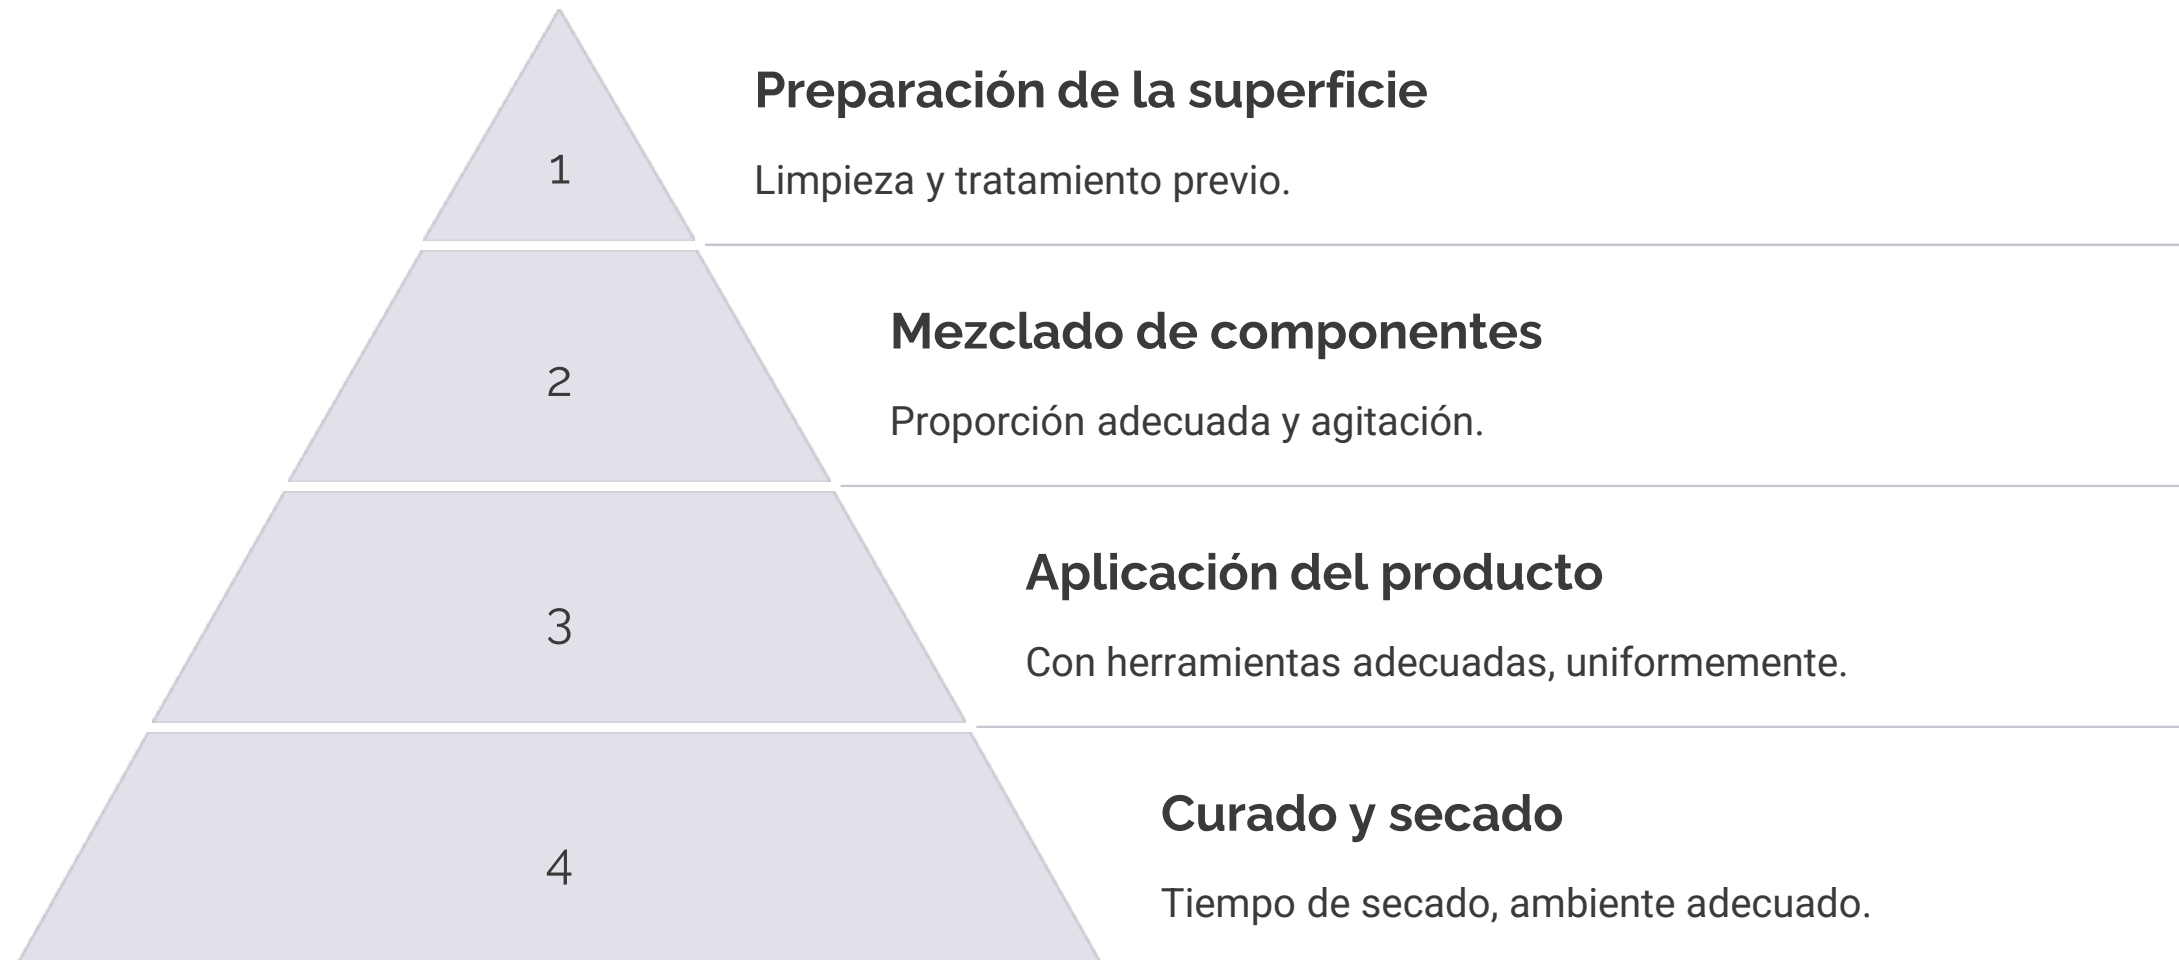 1
Preparación de la superficie
Limpieza y tratamiento previo.
2
Mezclado de componentes
Proporción adecuada y agitación.
3
Aplicación del producto
Con herramientas adecuadas, uniformemente.
4
Curado y secado
Tiempo de secado, ambiente adecuado.